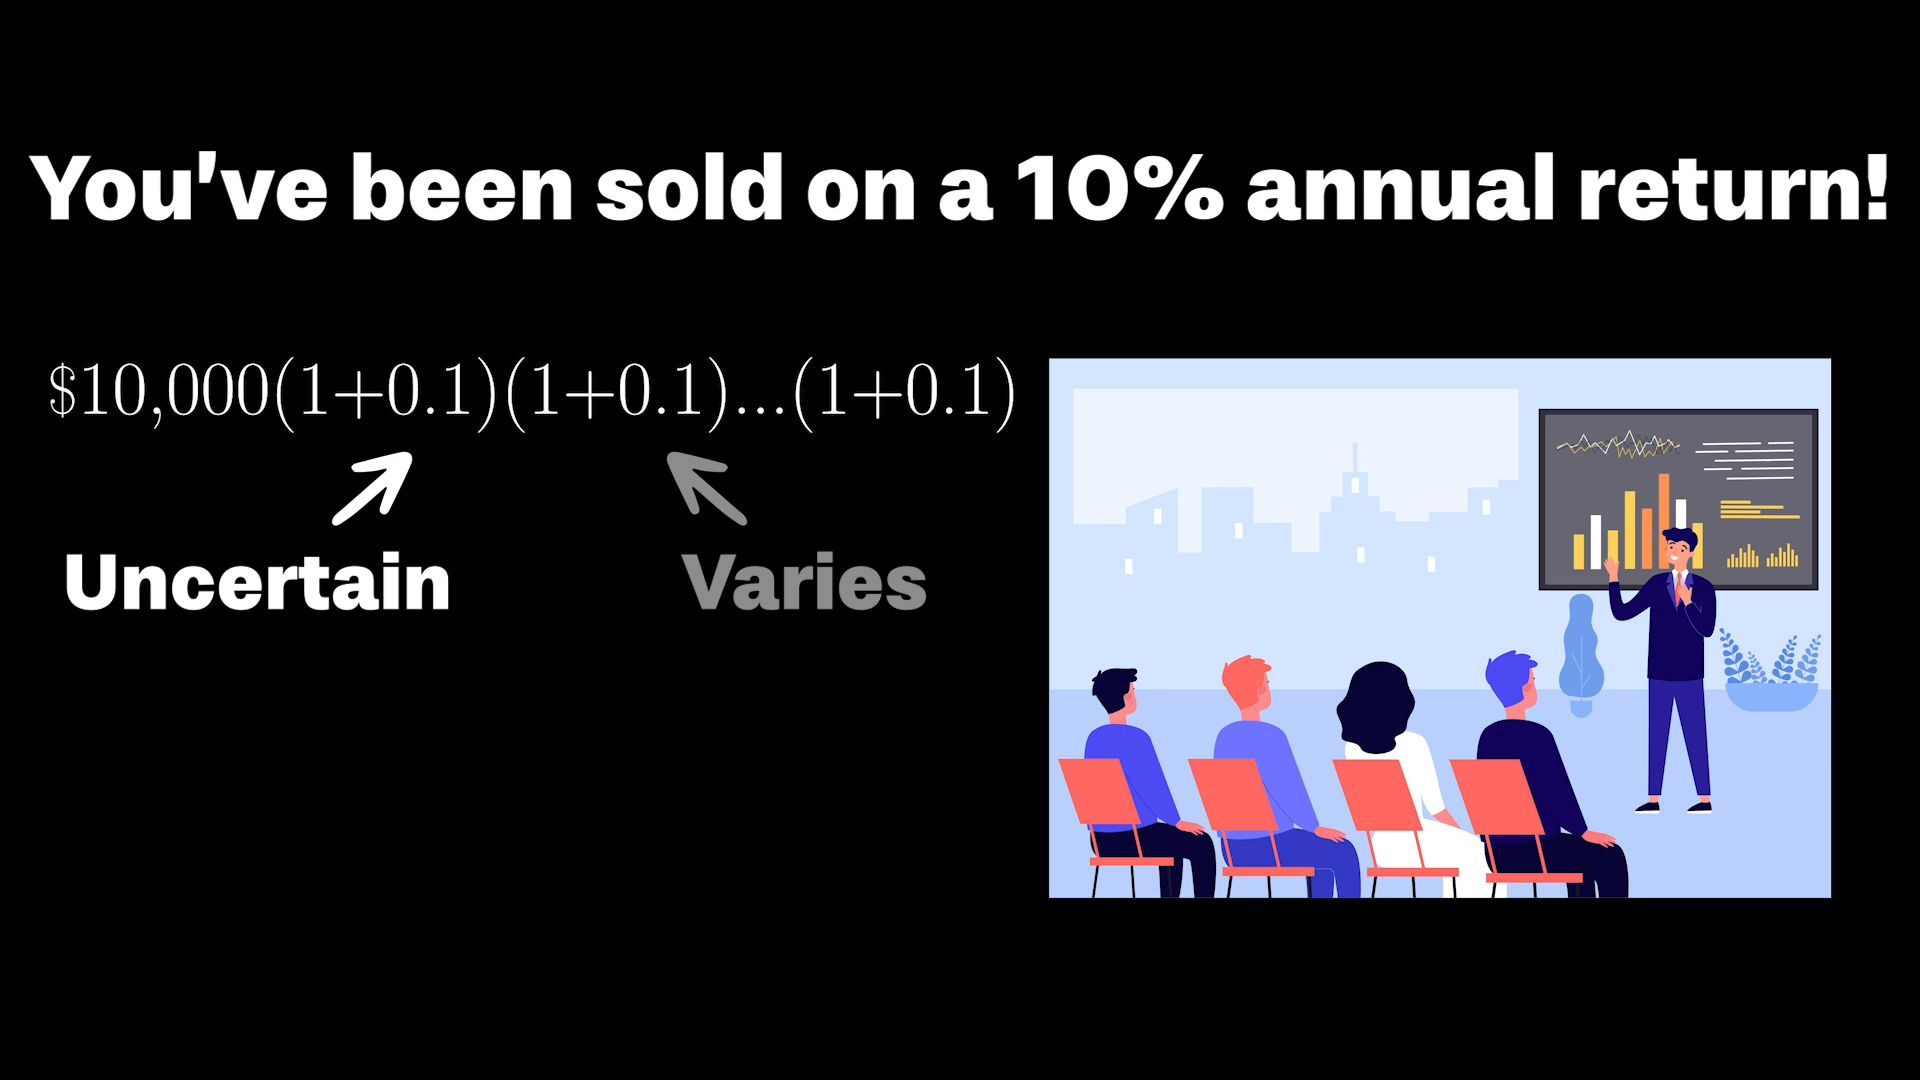 You've been sold on a 10% annual return!
$10,000(1+0.1)(1+0.1)...(1+0.1)
Uncertain
Varies